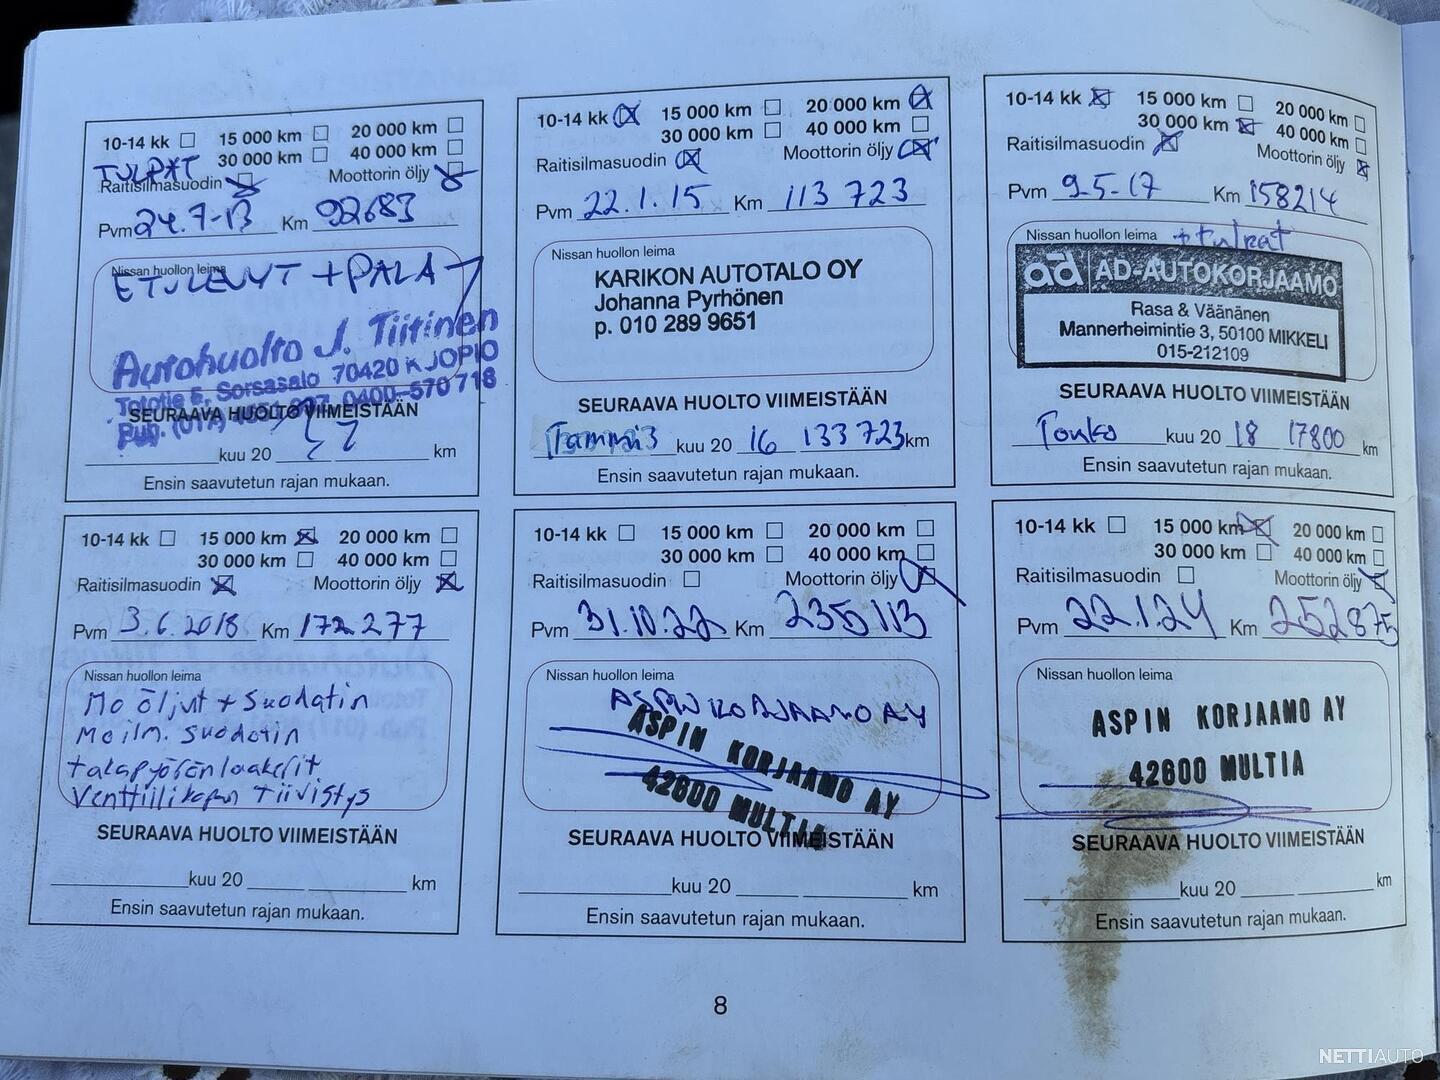 10-14 kk 15 000 km 20 000 km
30 000 km 40 000 km
TULPAT
Raitisilmasuodin Moottorin öljy
Pvm 24.7-13 Km 92683
Nissan huollon leima
ETULEVYT + PALA
Autohuolto J. Tiitinen
Tototie 5, Sorsasalo 70420 KUOPIO
Puh. (017) 0400-570 718
SEURAAVA HUOLTO VIIMEISTÄÄN
kuu 20 km
Ensin saavutetun rajan mukaan.
10-14 kk 15 000 km 20 000 km
30 000 km 40 000 km
Raitisilmasuodin Moottorin öljy
Pvm 22.1.15 Km 113 723
Nissan huollon leima
KARIKON AUTOTALO OY
Johanna Pyrhönen
p. 010 289 9651
SEURAAVA HUOLTO VIIMEISTÄÄN
Tammi kuu 20 16 133 723 km
Ensin saavutetun rajan mukaan.
10-14 kk 15 000 km 20 000 km
30 000 km 40 000 km
Raitisilmasuodin Moottorin öljy
Pvm 9.5-17 Km 158214
Nissan huollon leima + tulpat
ad AD-AUTOKORJAAMO
Rasa & Väänänen
Mannerheimintie 3, 50100 MIKKELI
015-212109
SEURAAVA HUOLTO VIIMEISTÄÄN
Touko kuu 20 18 17800 km
Ensin saavutetun rajan mukaan.
10-14 kk 15 000 km 20 000 km
30 000 km 40 000 km
Raitisilmasuodin Moottorin öljy
Pvm 3.6.2018 Km 172 277
Nissan huollon leima
Mo öljyt + Suodatin
Mo ilm. suodatin
takapyöränlaakerit
Venttiilikopan tiivistys
SEURAAVA HUOLTO VIIMEISTÄÄN
kuu 20 km
Ensin saavutetun rajan mukaan.
10-14 kk 15 000 km 20 000 km
30 000 km 40 000 km
Raitisilmasuodin Moottorin öljy
Pvm 31.10.22 Km 235113
Nissan huollon leima
ASPIN KORJAAMO AY
ASPIN KORJAAMO AY
42600 MULTIA
SEURAAVA HUOLTO VIIMEISTÄÄN
kuu 20 km
Ensin saavutetun rajan mukaan.
10-14 kk 15 000 km 20 000 km
30 000 km 40 000 km
Raitisilmasuodin Moottorin öljy
Pvm 22.1.24 Km 252875
Nissan huollon leima
ASPIN KORJAAMO AY
42600 MULTIA
SEURAAVA HUOLTO VIIMEISTÄÄN
kuu 20 km
Ensin saavutetun rajan mukaan.
8
NETTIAUTO